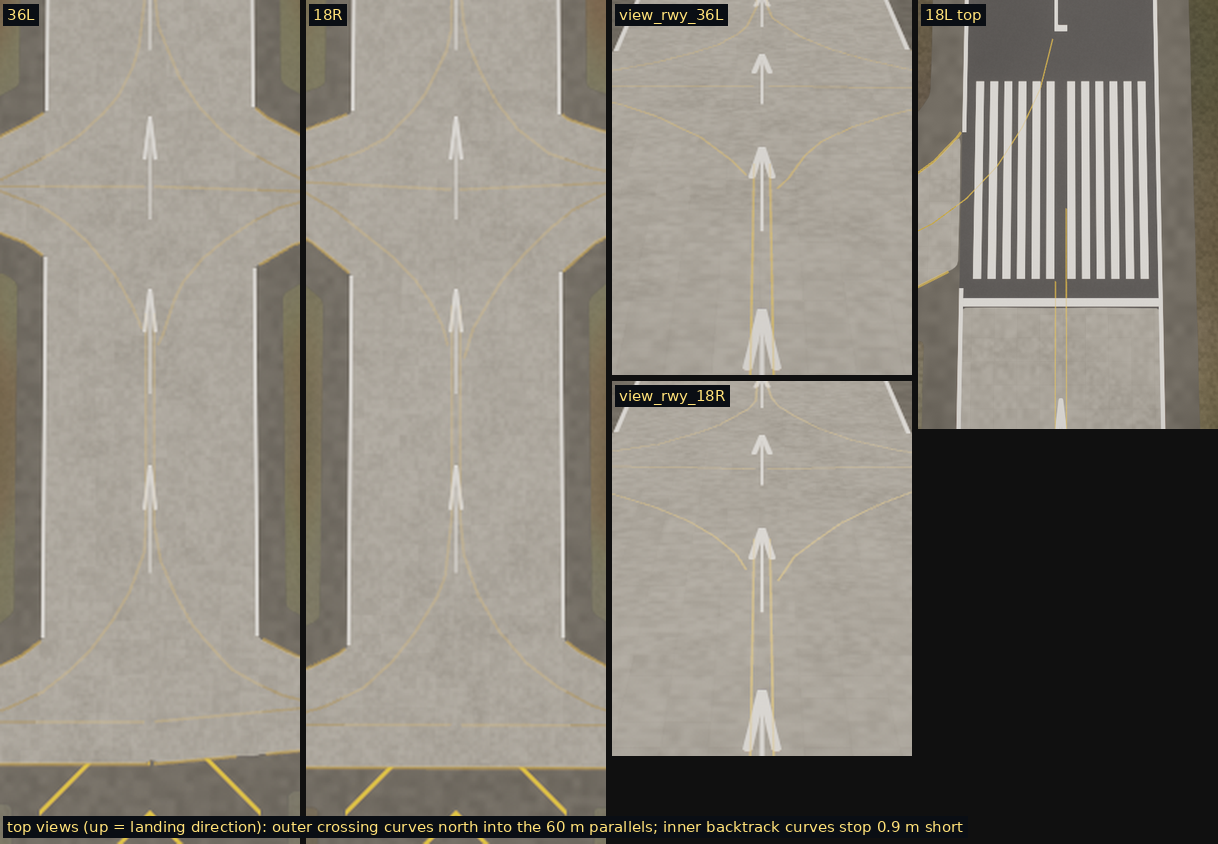 36L
18R
view_rwy_36L
18L top
view_rwy_18R
top views (up = landing direction): outer crossing curves north into the 60 m parallels; inner backtrack curves stop 0.9 m short